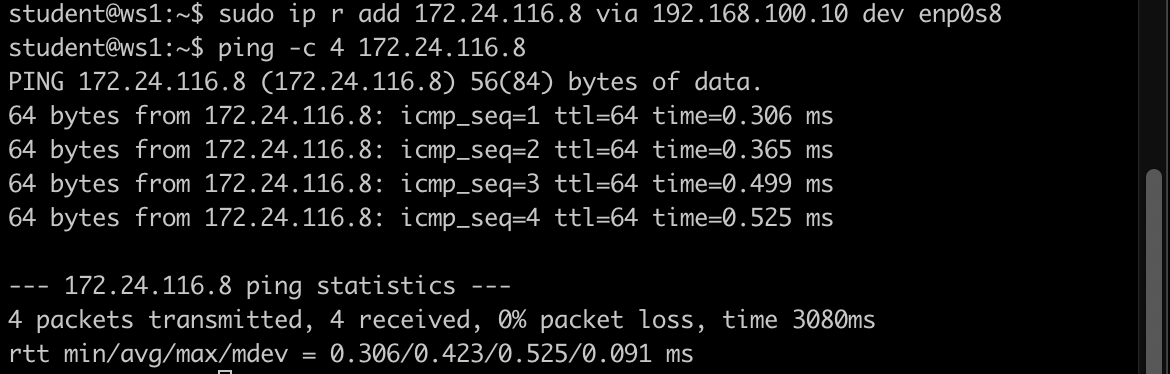 student@ws1:~$ sudo ip r add 172.24.116.8 via 192.168.100.10 dev enp0s8
student@ws1:~$ ping -c 4 172.24.116.8
PING 172.24.116.8 (172.24.116.8) 56(84) bytes of data.
64 bytes from 172.24.116.8: icmp_seq=1 ttl=64 time=0.306 ms
64 bytes from 172.24.116.8: icmp_seq=2 ttl=64 time=0.365 ms
64 bytes from 172.24.116.8: icmp_seq=3 ttl=64 time=0.499 ms
64 bytes from 172.24.116.8: icmp_seq=4 ttl=64 time=0.525 ms
--- 172.24.116.8 ping statistics ---
4 packets transmitted, 4 received, 0% packet loss, time 3080ms
rtt min/avg/max/mdev = 0.306/0.423/0.525/0.091 ms